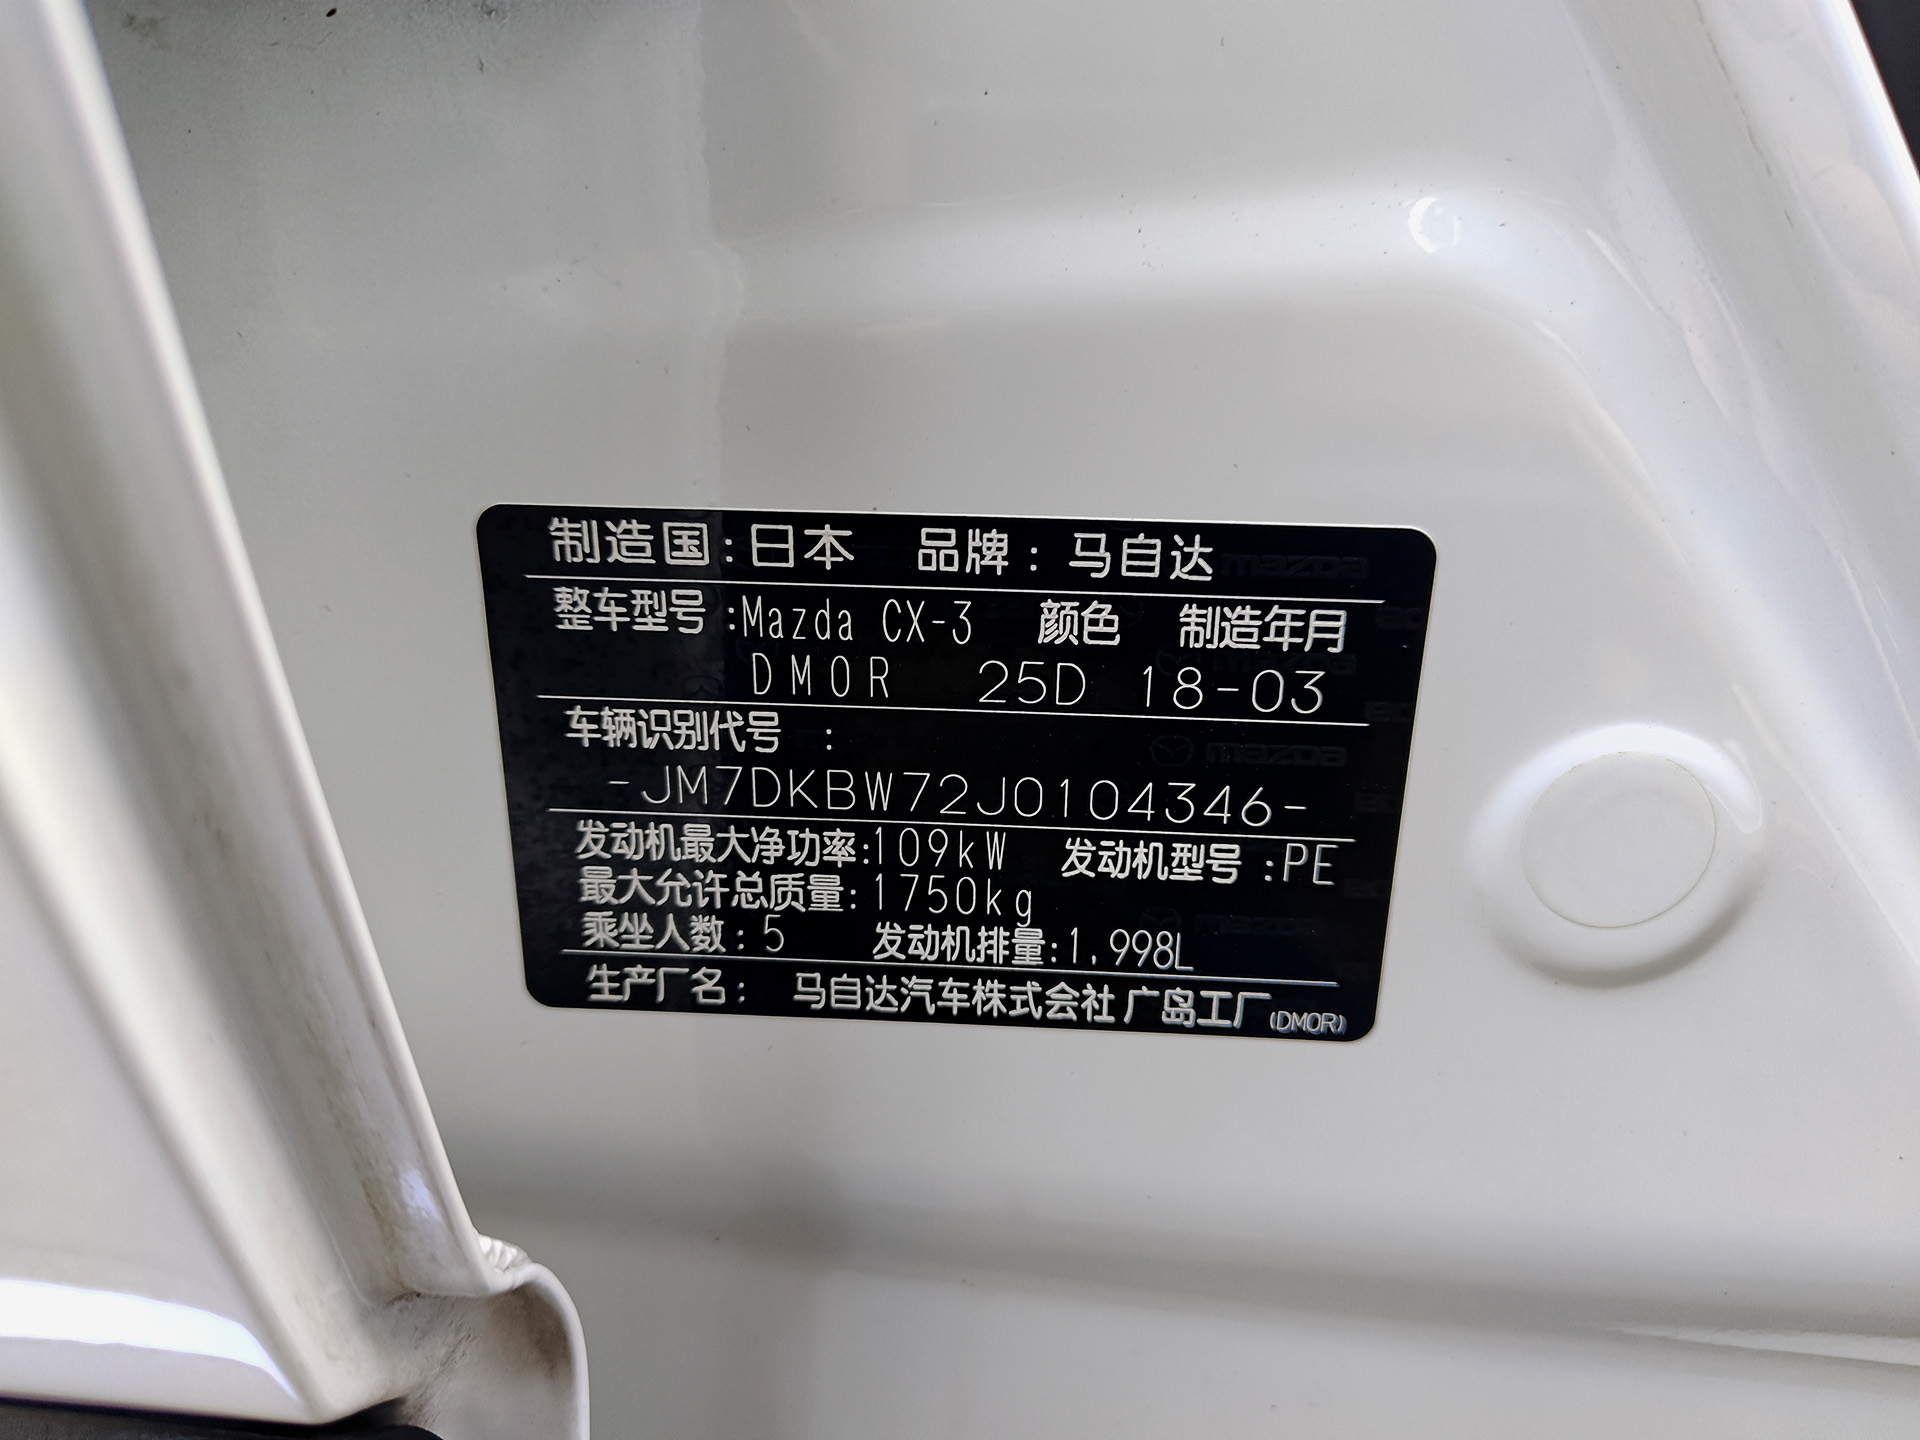 制造国:日本 品牌:马自达
整车型号:Mazda CX-3 颜色 制造年月
DM0R 25D 18-03
车辆识别代号:
-JM7DKBW72J0104346-
发动机最大净功率:109kW 发动机型号:PE
最大允许总质量:1750kg
乘坐人数:5 发动机排量:1.998L
生产厂名: 马自达汽车株式会社 广岛工厂 (DM0R)